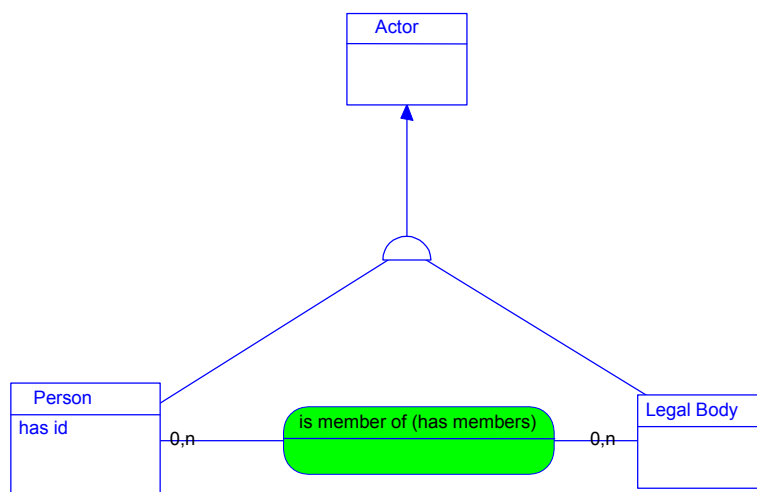 Actor
Person
has id
0,n
is member of (has members)
0,n
Legal Body